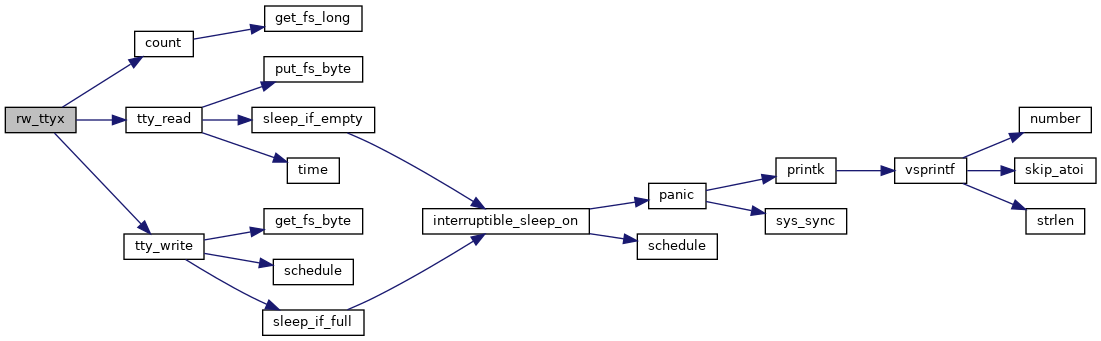 get_fs_long
count
put_fs_byte
rw_ttyx
tty_read
sleep_if_empty
number
time
printk
vsprintf
skip_atoi
panic
get_fs_byte
interruptible_sleep_on
sys_sync
strlen
tty_write
schedule
schedule
sleep_if_full